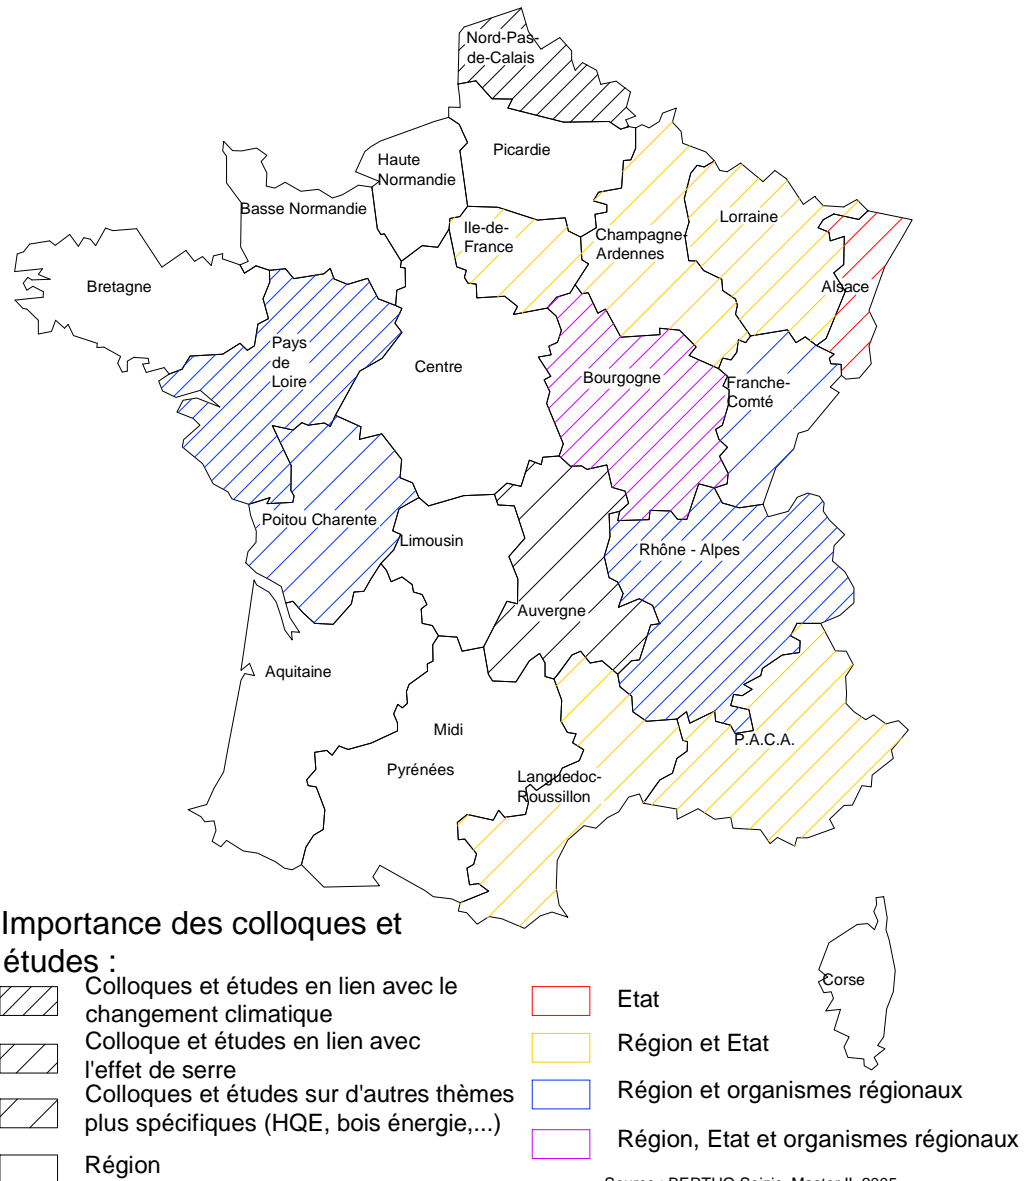 Nord-Pas-
de-Calais
Picardie
Haute
Normandie
Basse Normandie
Ile-de-
France
Champagne-
Ardennes
Lorraine
Alsace
Bretagne
Pays
de
Loire
Centre
Bourgogne
Franche-
Comté
Poitou Charente
Limousin
Rhône - Alpes
Auvergne
Aquitaine
Midi
Pyrénées
P.A.C.A.
Languedoc-
Roussillon
Corse
Importance des colloques et
études :
Colloques et études en lien avec le
changement climatique
Colloque et études en lien avec
l'effet de serre
Colloques et études sur d'autres thèmes
plus spécifiques (HQE, bois énergie,...)
Région
Etat
Région et Etat
Région et organismes régionaux
Région, Etat et organismes régionaux